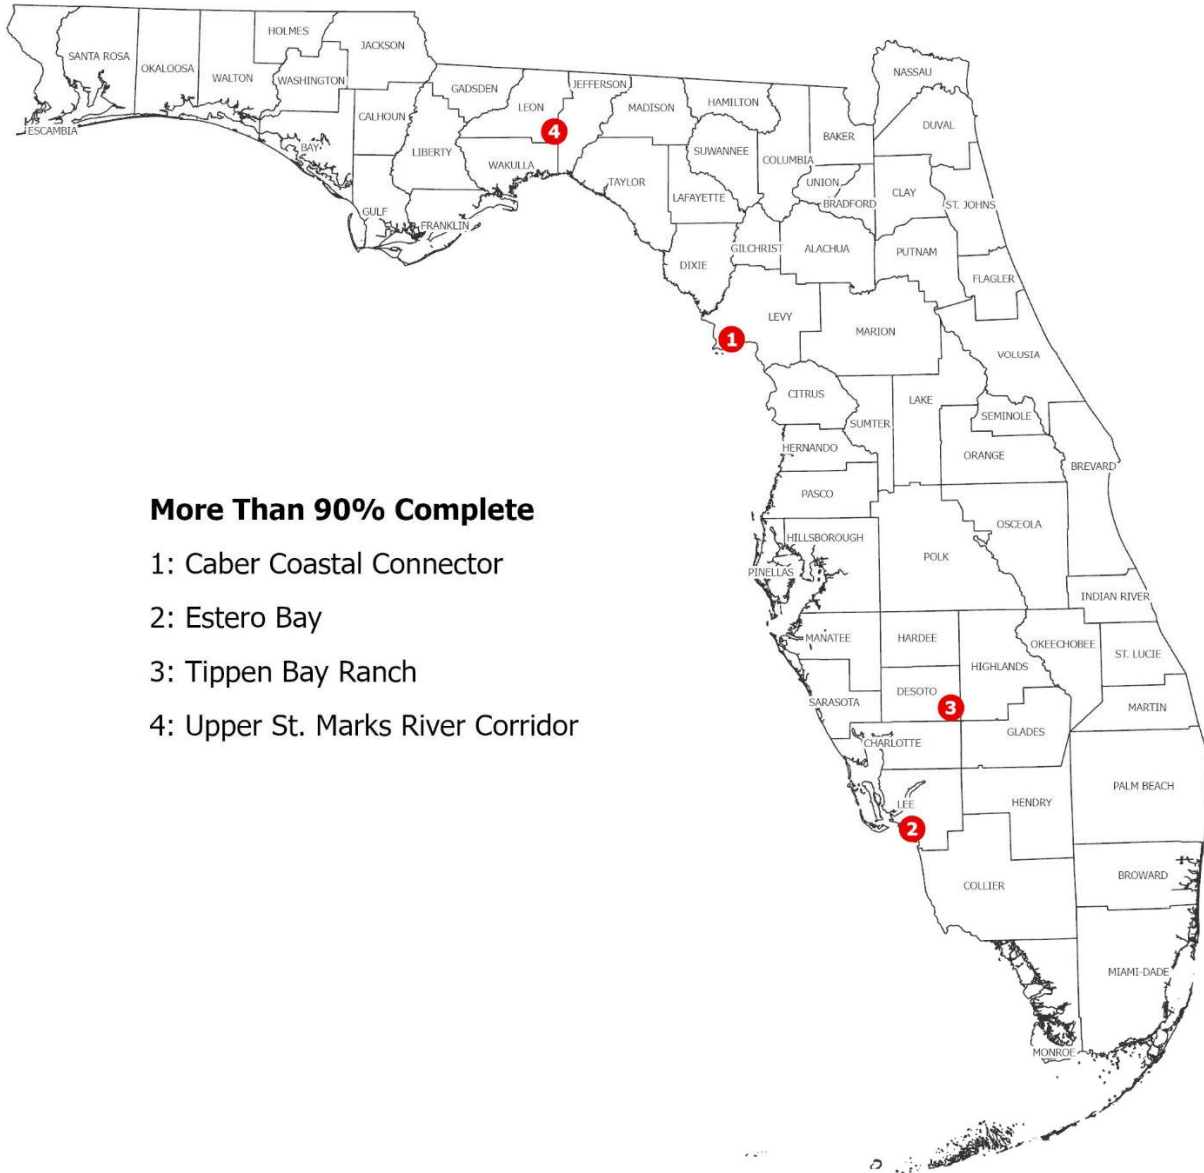 HOLMES
JACKSON
SANTA ROSA
OKALOOSA
WALTON
WASHINGTON
GADSDEN
LEON
JEFFERSON
MADISON
HAMILTON
NASSAU
ESCAMBIA
BAY
CALHOUN
LIBERTY
WAKULLA
4
SUWANNEE
COLUMBIA
BAKER
DUVAL
GULF
FRANKLIN
TAYLOR
LAFAYETTE
UNION
BRADFORD
CLAY
ST. JOHNS
DIXIE
GILCHRIST
ALACHUA
PUTNAM
FLAGLER
1
LEVY
MARION
VOLUSIA
CITRUS
SUMTER
LAKE
SEMINOLE
HERNANDO
ORANGE
BREVARD
PASCO
OSCEOLA
HILLSBOROUGH
PINELLAS
POLK
INDIAN RIVER
MANATEE
HARDEE
HIGHLANDS
OKEECHOBEE
ST. LUCIE
SARASOTA
DESOTO
3
GLADES
MARTIN
CHARLOTTE
LEE
HENDRY
PALM BEACH
2
COLLIER
BROWARD
MIAMI-DADE
MONROE
More Than 90% Complete
1: Caber Coastal Connector
2: Estero Bay
3: Tippen Bay Ranch
4: Upper St. Marks River Corridor